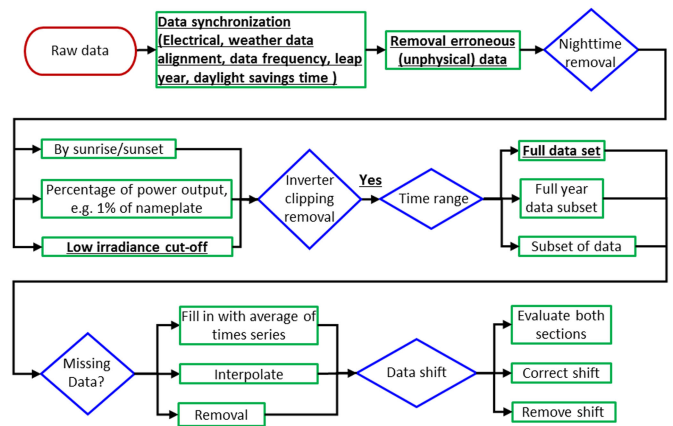 Raw data
Data synchronization
(Electrical, weather data
alignment, data frequency, leap
year, daylight savings time )
Removal erroneous
(unphysical) data
Nighttime
removal
By sunrise/sunset
Percentage of power output,
e.g. 1% of nameplate
Low irradiance cut-off
Inverter
clipping
removal
Yes
Time range
Full data set
Full year
data subset
Subset of data
Missing
Data?
Fill in with average of
times series
Interpolate
Removal
Data shift
Evaluate both
sections
Correct shift
Remove shift